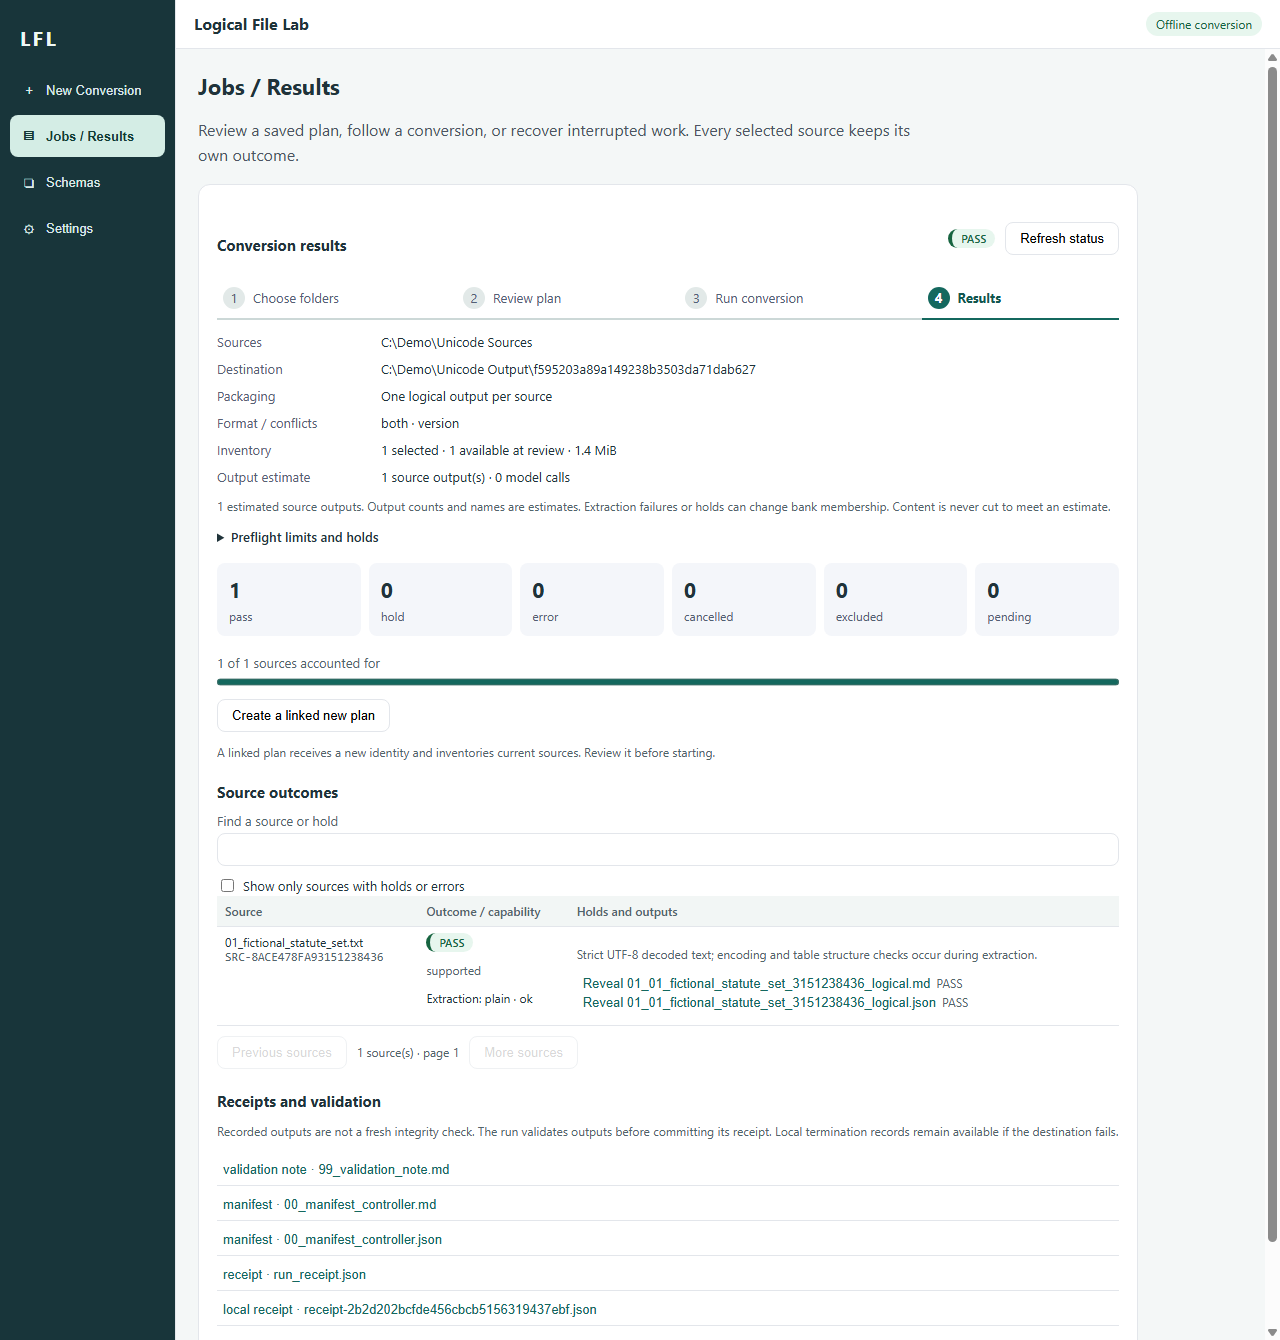 LFL
+ New Conversion
Jobs / Results
Schemas
Settings
Logical File Lab
Offline conversion
Jobs / Results
Review a saved plan, follow a conversion, or recover interrupted work. Every selected source keeps its
own outcome.
Conversion results
PASS
Refresh status
1 Choose folders
2 Review plan
3 Run conversion
4 Results
Sources C:\Demo\Unicode Sources
Destination C:\Demo\Unicode Output\f595203a89a149238b3503da71dab627
Packaging One logical output per source
Format / conflicts both · version
Inventory 1 selected · 1 available at review · 1.4 MiB
Output estimate 1 source output(s) · 0 model calls
1 estimated source outputs. Output counts and names are estimates. Extraction failures or holds can change bank membership. Content is never cut to meet an estimate.
Preflight limits and holds
1 pass
0 hold
0 error
0 cancelled
0 excluded
0 pending
1 of 1 sources accounted for
Create a linked new plan
A linked plan receives a new identity and inventories current sources. Review it before starting.
Source outcomes
Find a source or hold
Show only sources with holds or errors
Source Outcome / capability Holds and outputs
01_fictional_statute_set.txt
SRC-8ACE478FA93151238436
PASS
supported
Extraction: plain · ok
Strict UTF-8 decoded text; encoding and table structure checks occur during extraction.
Reveal 01_01_fictional_statute_set_3151238436_logical.md PASS
Reveal 01_01_fictional_statute_set_3151238436_logical.json PASS
Previous sources 1 source(s) · page 1 More sources
Receipts and validation
Recorded outputs are not a fresh integrity check. The run validates outputs before committing its receipt. Local termination records remain available if the destination fails.
validation note · 99_validation_note.md
manifest · 00_manifest_controller.md
manifest · 00_manifest_controller.json
receipt · run_receipt.json
local receipt · receipt-2b2d202bcfde456cbcb5156319437ebf.json